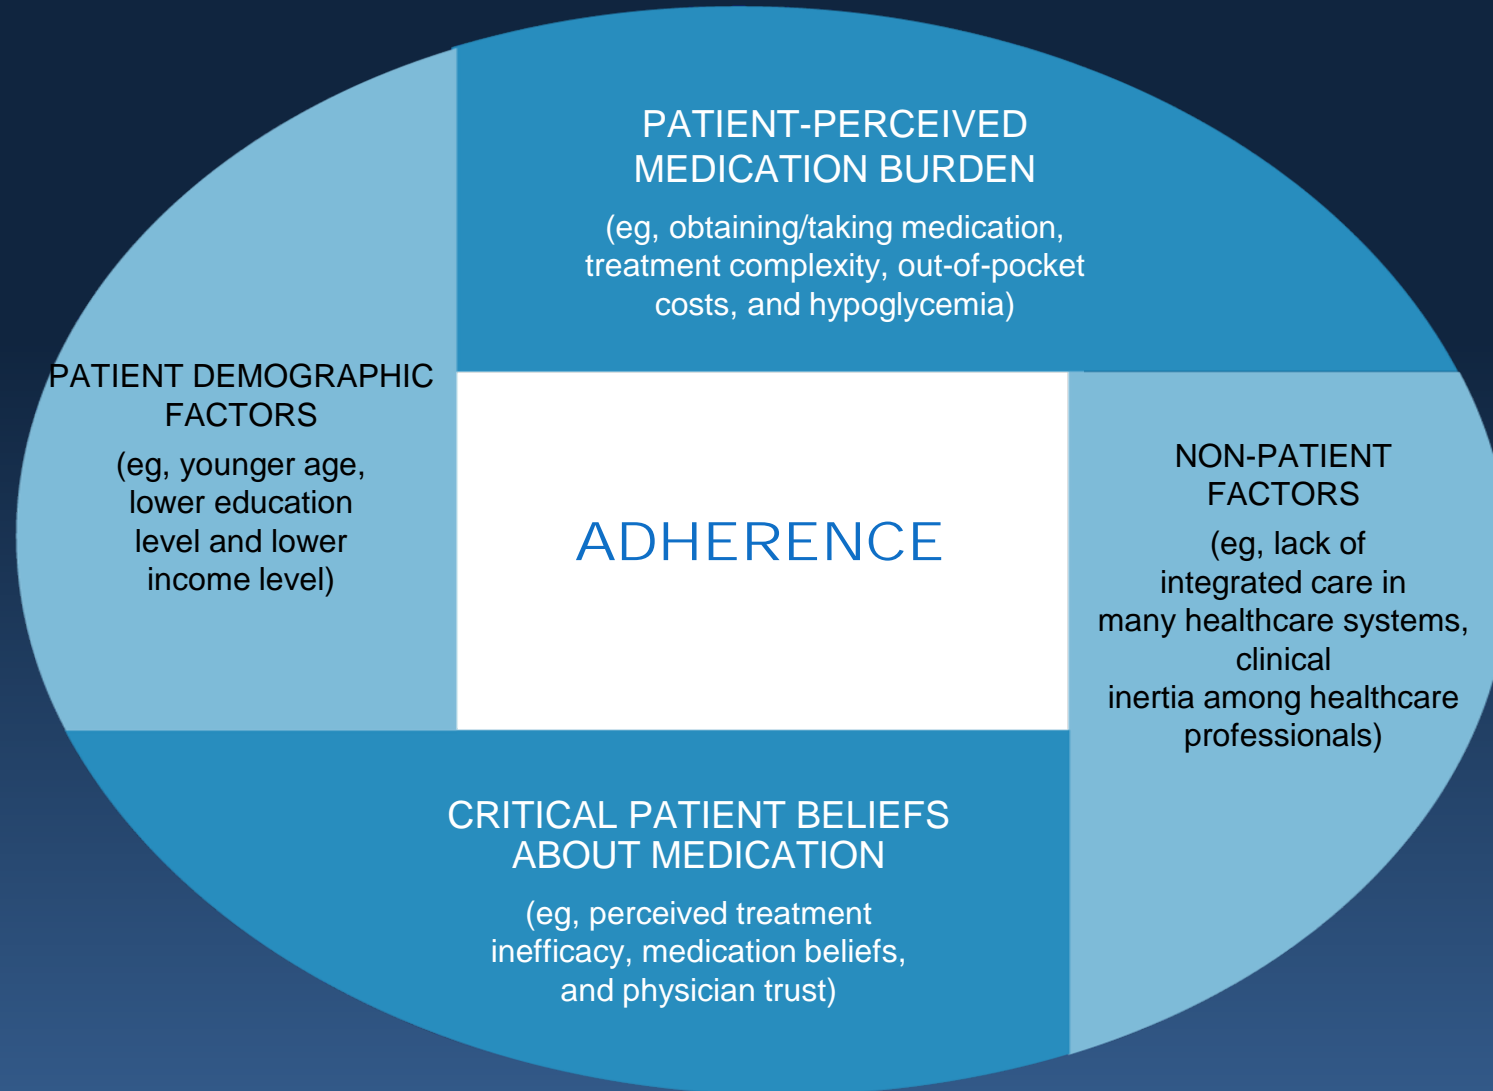 PATIENT-PERCEIVED
MEDICATION BURDEN
(eg, obtaining/taking medication,
treatment complexity, out-of-pocket
costs, and hypoglycemia)
PATIENT DEMOGRAPHIC
FACTORS
(eg, younger age,
lower education
level and lower
income level)
ADHERENCE
NON-PATIENT
FACTORS
(eg, lack of
integrated care in
many healthcare systems,
clinical
inertia among healthcare
professionals)
CRITICAL PATIENT BELIEFS
ABOUT MEDICATION
(eg, perceived treatment
inefficacy, medication beliefs,
and physician trust)